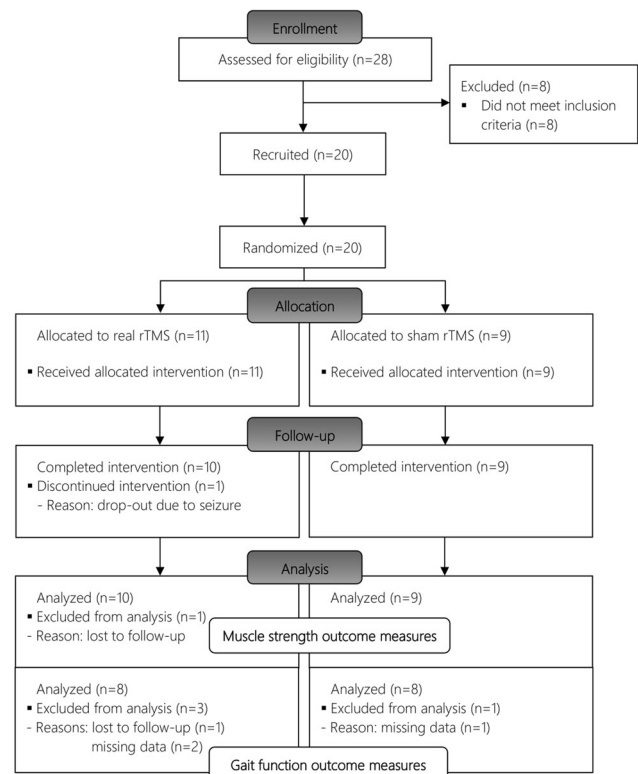 Enrollment
Assessed for eligibility (n=28)
Excluded (n=8)
▪ Did not meet inclusion
criteria (n=8)
Recruited (n=20)
Randomized (n=20)
Allocation
Allocated to real rTMS (n=11)
▪ Received allocated intervention (n=11)
Allocated to sham rTMS (n=9)
▪ Received allocated intervention (n=9)
Follow-up
Completed intervention (n=10)
▪ Discontinued intervention (n=1)
- Reason: drop-out due to seizure
Completed intervention (n=9)
Analysis
Analyzed (n=10)
▪ Excluded from analysis (n=1)
- Reason: lost to follow-up
Analyzed (n=9)
Muscle strength outcome measures
Analyzed (n=8)
▪ Excluded from analysis (n=3)
- Reasons: lost to follow-up (n=1)
missing data (n=2)
Analyzed (n=8)
▪ Excluded from analysis (n=1)
- Reason: missing data (n=1)
Gait function outcome measures